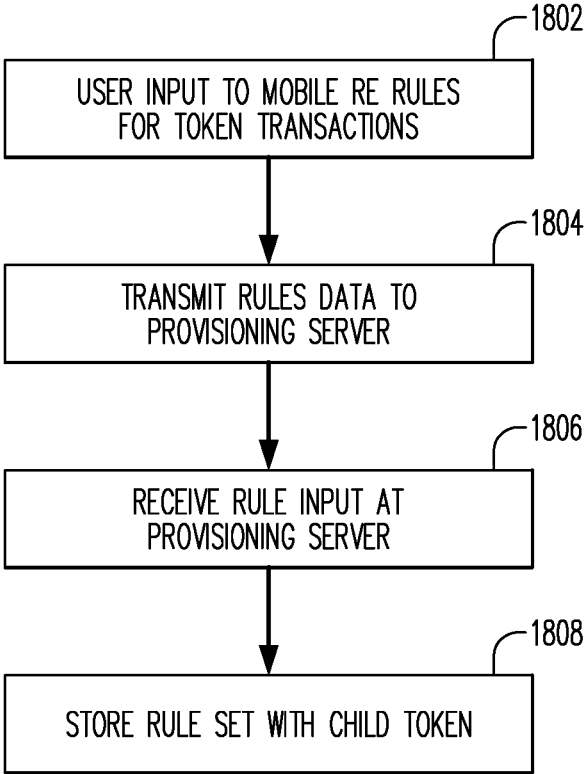 1802
USER INPUT TO MOBILE RE RULES
FOR TOKEN TRANSACTIONS
1804
TRANSMIT RULES DATA TO
PROVISIONING SERVER
1806
RECEIVE RULE INPUT AT
PROVISIONING SERVER
1808
STORE RULE SET WITH CHILD TOKEN